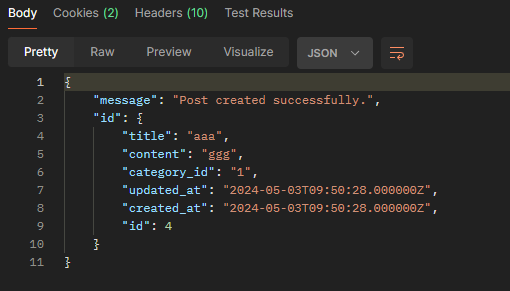 Body Cookies (2) Headers (10) Test Results
Pretty Raw Preview Visualize JSON
1 {
2 "message": "Post created successfully.",
3 "id": {
4 "title": "aaa",
5 "content": "ggg",
6 "category_id": "1",
7 "updated_at": "2024-05-03T09:50:28.000000Z",
8 "created_at": "2024-05-03T09:50:28.000000Z",
9 "id": 4
10 }
11 }